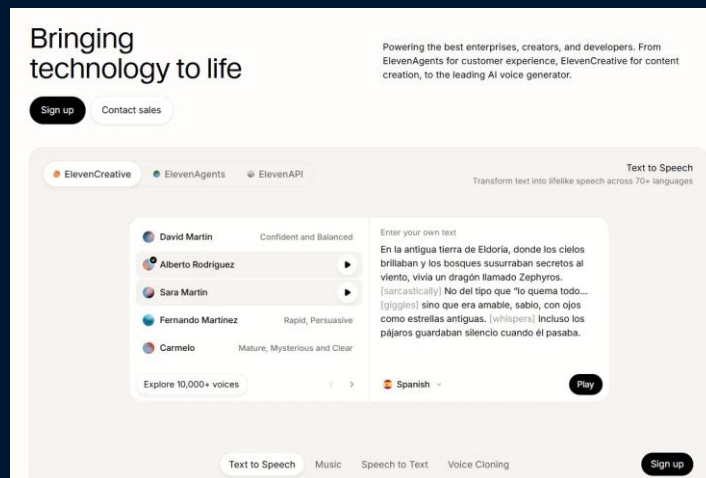 Bringing
technology to life
Powering the best enterprises, creators, and developers. From
ElevenAgents for customer experience, ElevenCreative for content
creation, to the leading AI voice generator.
Sign up
Contact sales
ElevenCreative
ElevenAgents
ElevenAPI
Text to Speech
Transform text into lifelike speech across 70+ languages
David Martin
Confident and Balanced
Alberto Rodriguez
Sara Martin
Fernando Martinez
Rapid, Persuasive
Carmelo
Mature, Mysterious and Clear
Explore 10,000+ voices
Enter your own text
En la antigua tierra de Eldoria, donde los cielos
brillaban y los bosques susurraban secretos al
viento, vivía un dragón llamado Zephyros.
[sarcastically] No del tipo que “lo quema todo...
[giggles] sino que era amable, sabio, con ojos
como estrellas antiguas. [whispers] Incluso los
pájaros guardaban silencio cuando él pasaba.
Spanish
Play
Text to Speech
Music
Speech to Text
Voice Cloning
Sign up